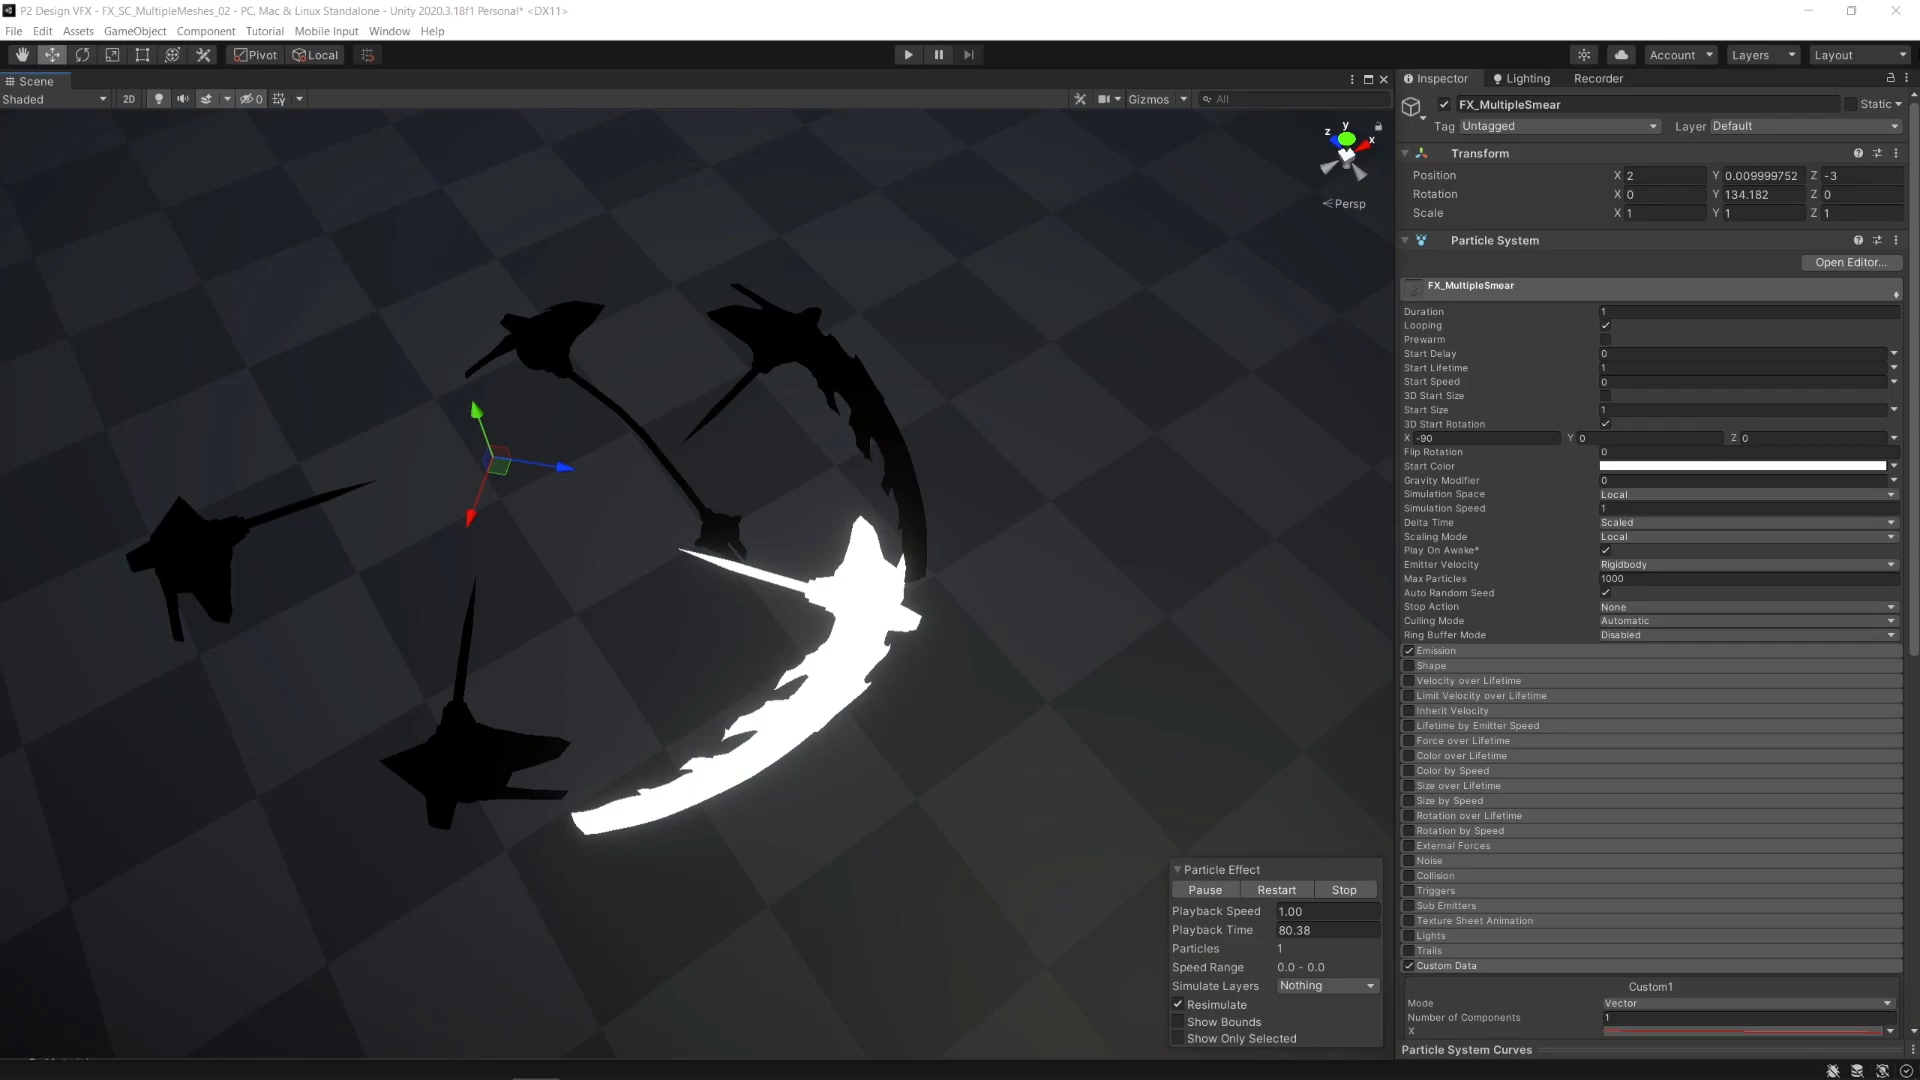 P2 Design VFX - FX_SC_MultipleMeshes_02 - PC, Mac & Linux Standalone - Unity 2020.3.18f1 Personal* <DX11>
File Edit Assets GameObject Component Tutorial Mobile Input Window Help
Pivot Local Account Layers Layout
Scene
Shaded 2D 0 Gizmos All
y
z x
Persp
Inspector Lighting Recorder
FX_MultipleSmear Static
Tag Untagged Layer Default
Transform
Position X 2 Y 0.009999752 Z -3
Rotation X 0 Y 134.182 Z 0
Scale X 1 Y 1 Z 1
Particle System
Open Editor...
FX_MultipleSmear
Duration 1
Looping
Prewarm
Start Delay 0
Start Lifetime 1
Start Speed 0
3D Start Size
Start Size 1
3D Start Rotation
X -90 Y 0 Z 0
Flip Rotation 0
Start Color
Gravity Modifier 0
Simulation Space Local
Simulation Speed 1
Delta Time Scaled
Scaling Mode Local
Play On Awake*
Emitter Velocity Rigidbody
Max Particles 1000
Auto Random Seed
Stop Action None
Culling Mode Automatic
Ring Buffer Mode Disabled
Emission
Shape
Velocity over Lifetime
Limit Velocity over Lifetime
Inherit Velocity
Lifetime by Emitter Speed
Force over Lifetime
Color over Lifetime
Color by Speed
Size over Lifetime
Size by Speed
Rotation over Lifetime
Rotation by Speed
External Forces
Noise
Collision
Triggers
Sub Emitters
Texture Sheet Animation
Lights
Trails
Custom Data
Custom1
Mode Vector
Number of Components 1
X
Particle System Curves
Particle Effect
Pause Restart Stop
Playback Speed 1.00
Playback Time 80.38
Particles 1
Speed Range 0.0 - 0.0
Simulate Layers Nothing
Resimulate
Show Bounds
Show Only Selected